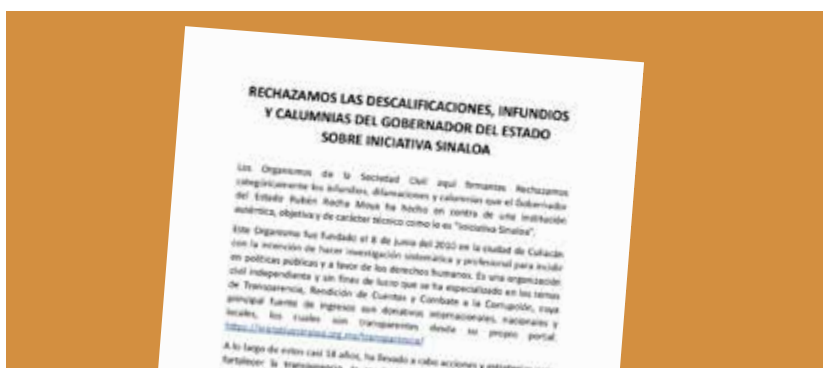 RECHAZAMOS LAS DESCALIFICACIONES, INFUNDIOS
Y CALUMNIAS DEL GOBERNADOR DEL ESTADO
SOBRE INICIATIVA SINALOA
Los Organismos de la Sociedad Civil aquí firmantes Rechazamos
categóricamente los infundios, difamaciones y calumnias que el Gobernador
del Estado Rubén Rocha Moya ha hecho en contra de una institución
auténtica, objetiva y de carácter técnico como lo es "Iniciativa Sinaloa".
Este Organismo fue fundado el 8 de junio del 2010 en la ciudad de Culiacán
con la intención de hacer investigación sistemática y profesional para incidir
en políticas públicas y a favor de los derechos humanos. Es una organización
civil independiente y sin fines de lucro que se ha especializado en los temas
de Transparencia, Rendición de Cuentas y Combate a la Corrupción, cuya
principal fuente de ingresos son donativos internacionales, nacionales y
locales, los cuales son transparentes desde su propio portal:
A lo largo de estos casi 14 años, ha llevado a cabo acciones y
fortalecer la transparencia,